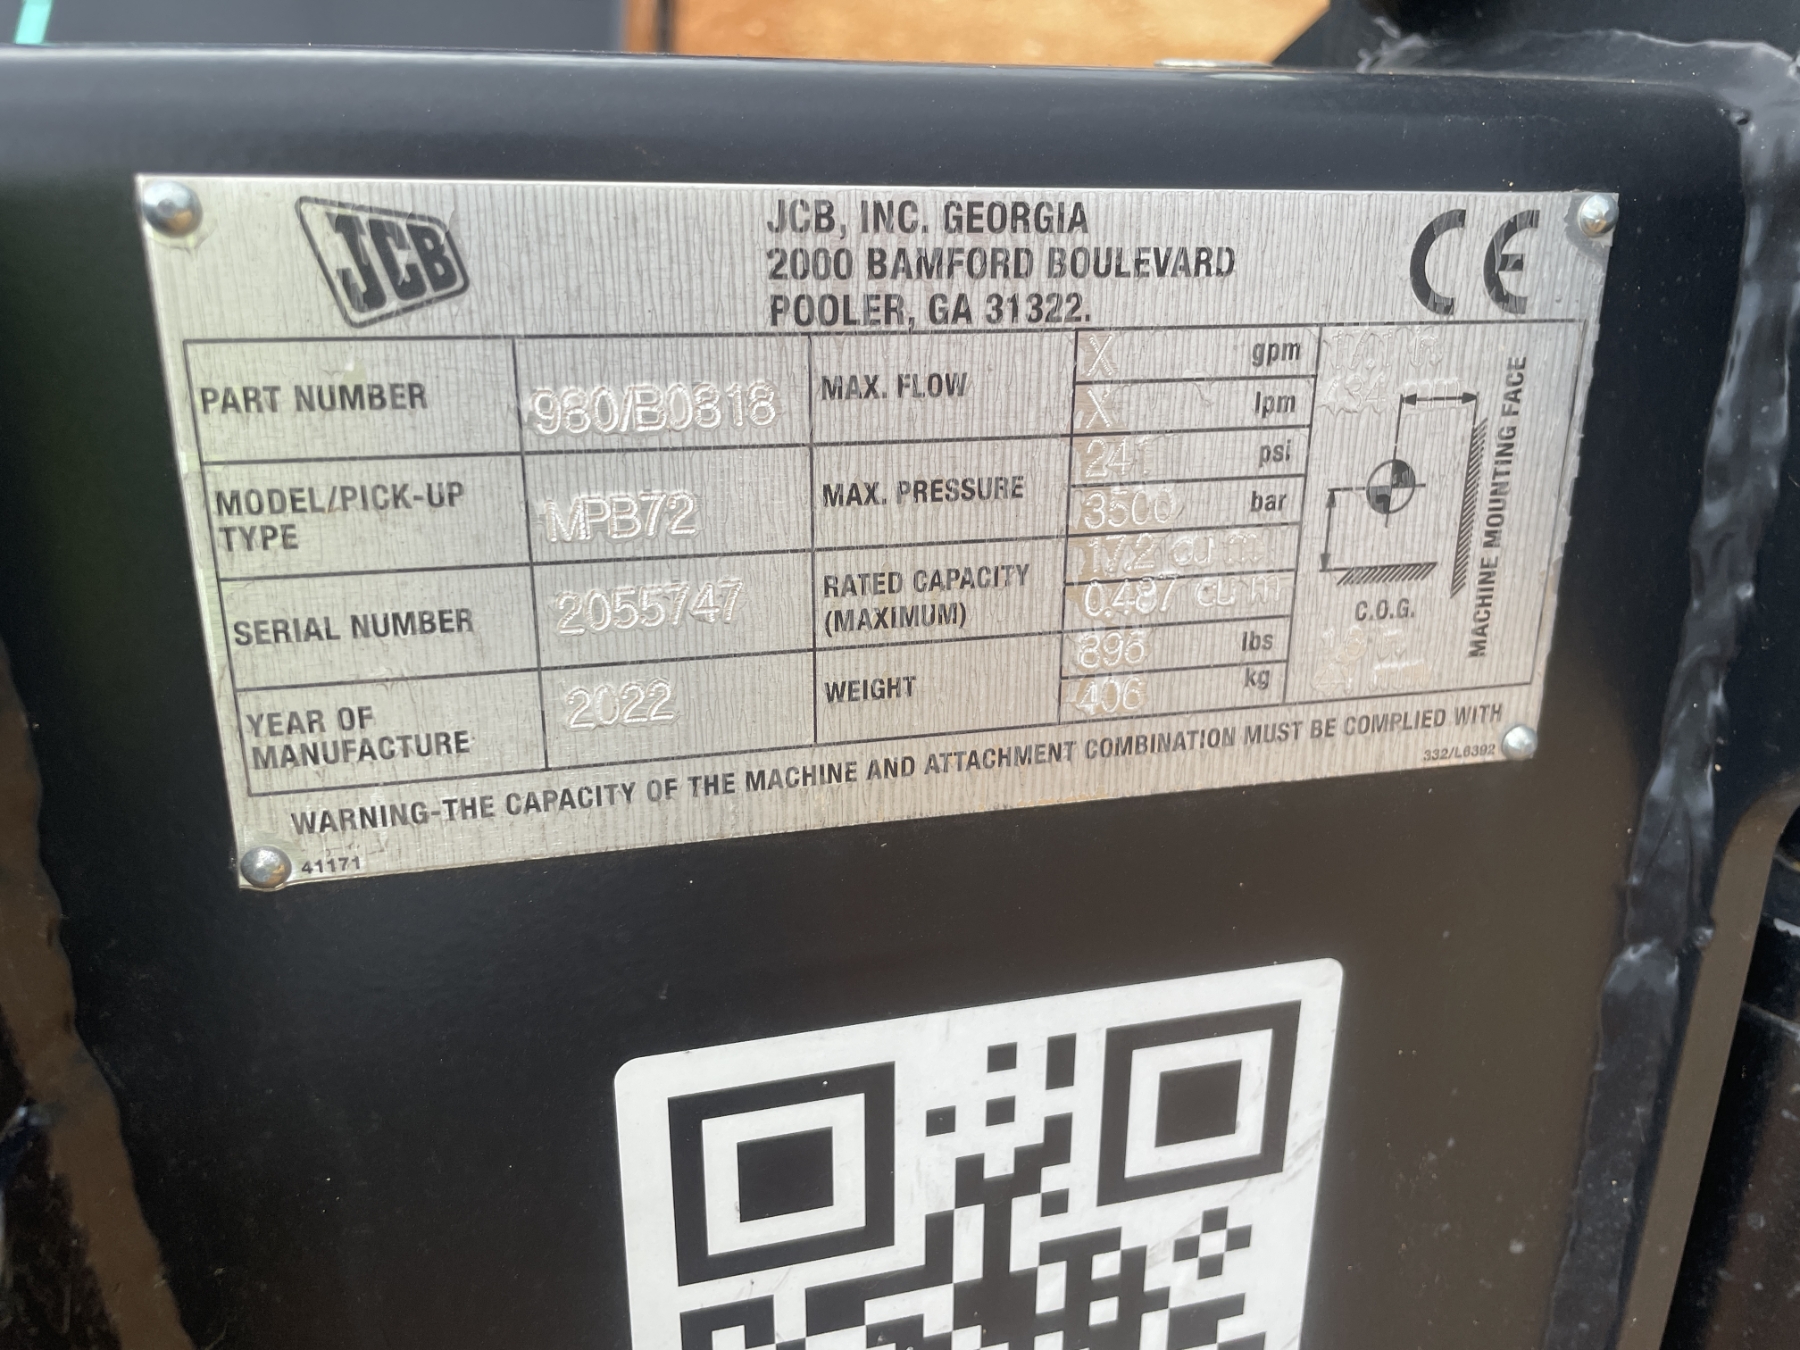 JCB
JCB, INC. GEORGIA
2000 BAMFORD BOULEVARD
POOLER, GA 31322.
CE
PART NUMBER 980/B0818
MODEL/PICK-UP
TYPE
MPB72
SERIAL NUMBER 2055747
YEAR OF
MANUFACTURE
2022
MAX. FLOW
X gpm
X lpm
MAX. PRESSURE
psi
3500 bar
RATED CAPACITY
(MAXIMUM)
17.2
0.487 cu m
WEIGHT
896 lbs
406 kg
C.O.G.
MACHINE MOUNTING FACE
WARNING-THE CAPACITY OF THE MACHINE AND ATTACHMENT COMBINATION MUST BE COMPLIED WITH
332/L6392
41171